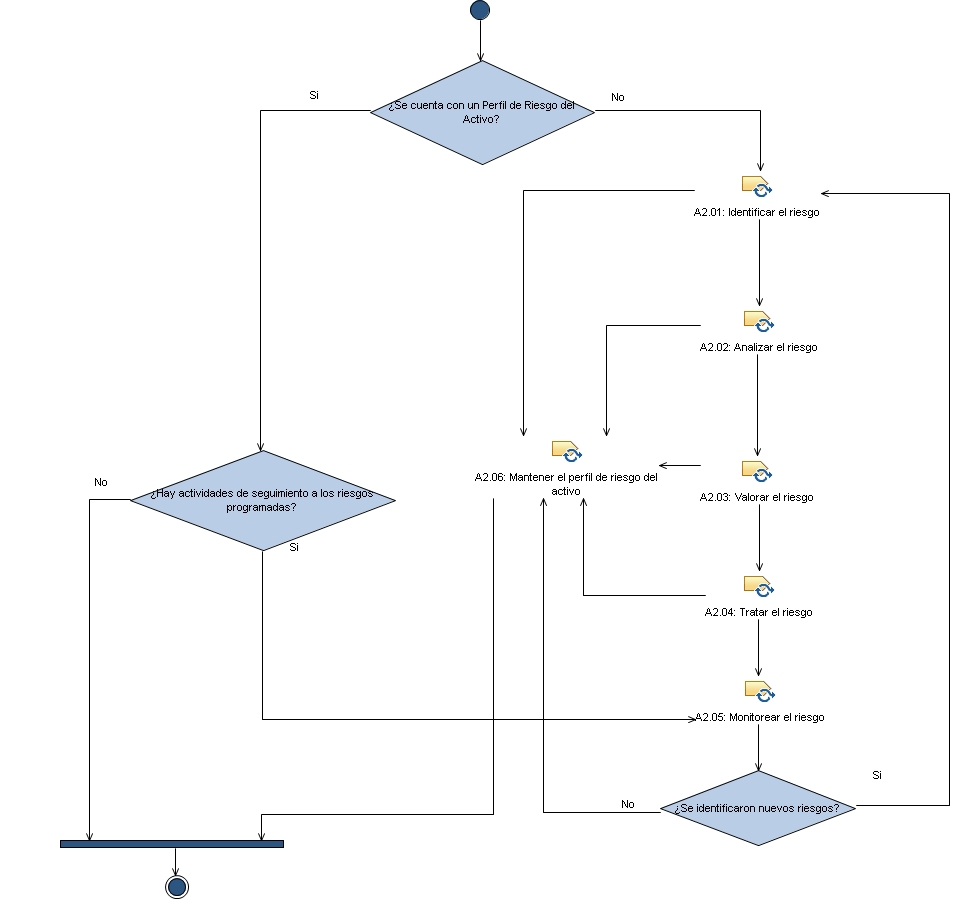 ¿Se cuenta con un Perfil de Riesgo del
Activo?
Si
No
A2.01: Identificar el riesgo
A2.02: Analizar el riesgo
A2.06: Mantener el perfil de riesgo del
activo
A2.03: Valorar el riesgo
No
¿Hay actividades de seguimiento a los riesgos
programadas?
Si
A2.04: Tratar el riesgo
A2.05: Monitorear el riesgo
Si
No
¿Se identificaron nuevos riesgos?